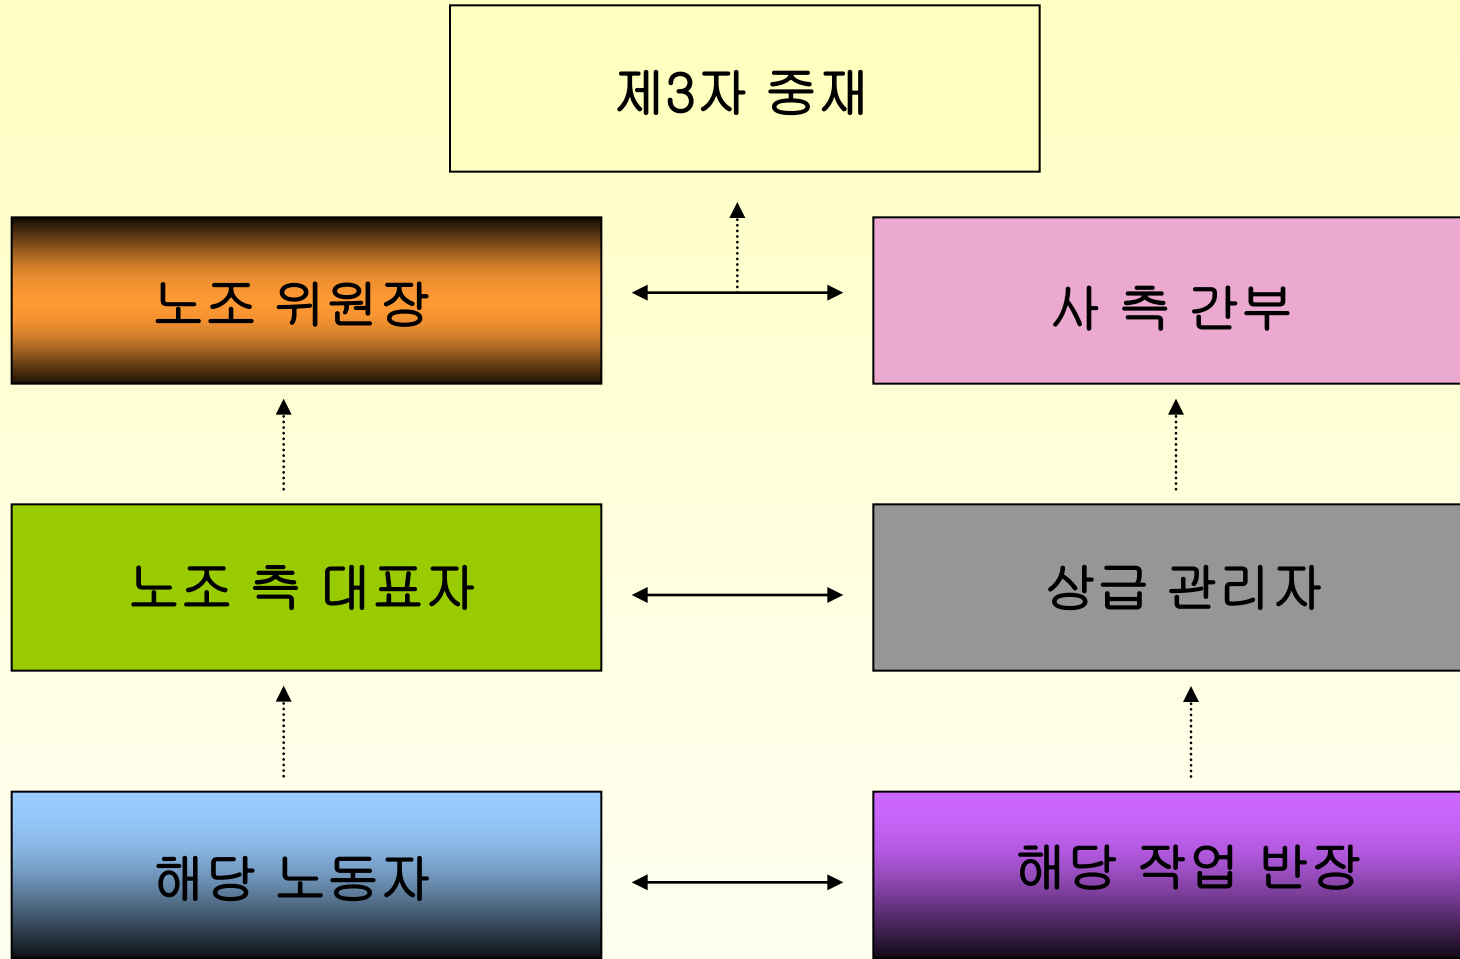 제3자 중재
노조 위원장
사 측 간부
노조 측 대표자
상급 관리자
해당 노동자
해당 작업 반장